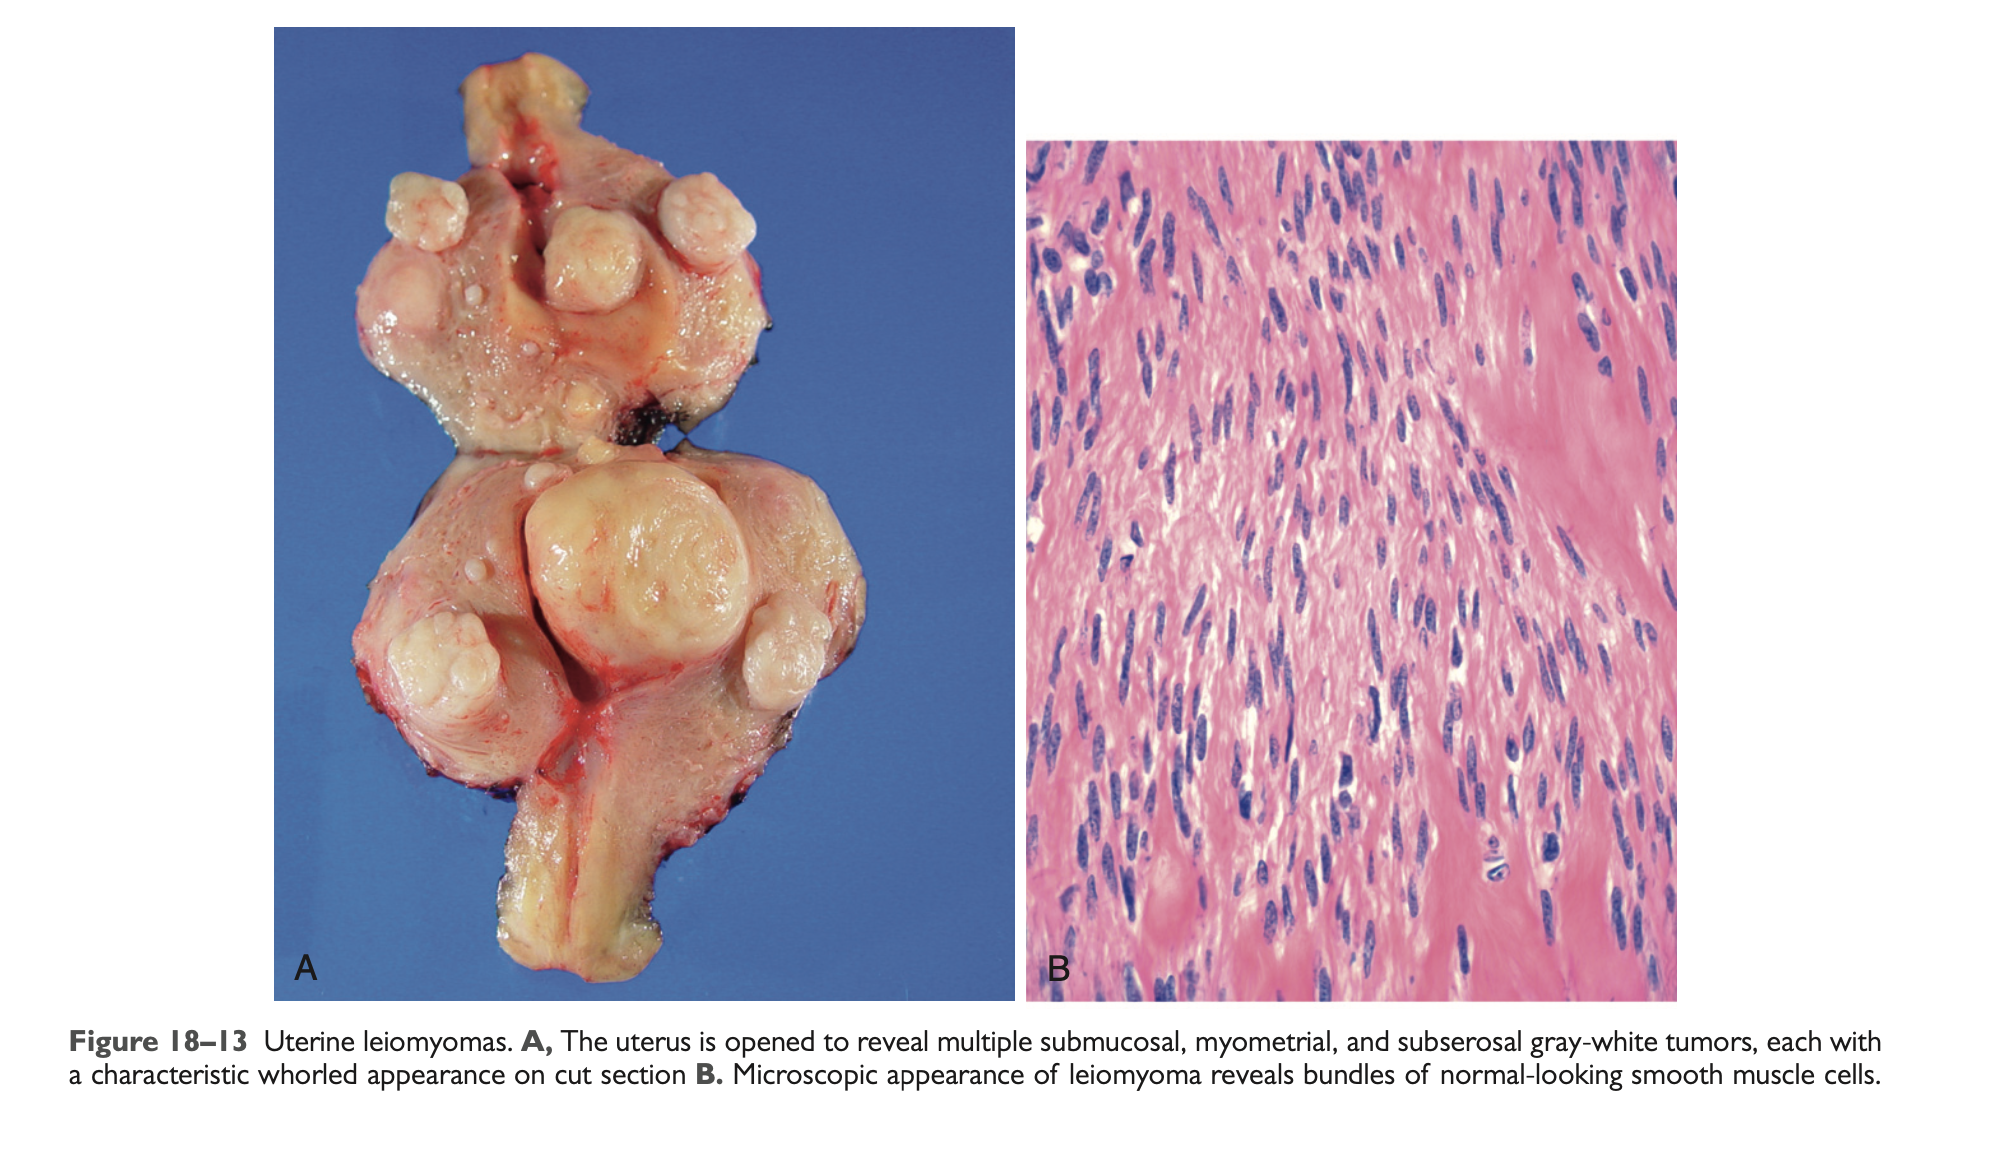 A
B
Figure 18–13 Uterine leiomyomas. A, The uterus is opened to reveal multiple submucosal, myometrial, and subserosal gray-white tumors, each with
a characteristic whorled appearance on cut section B. Microscopic appearance of leiomyoma reveals bundles of normal-looking smooth muscle cells.